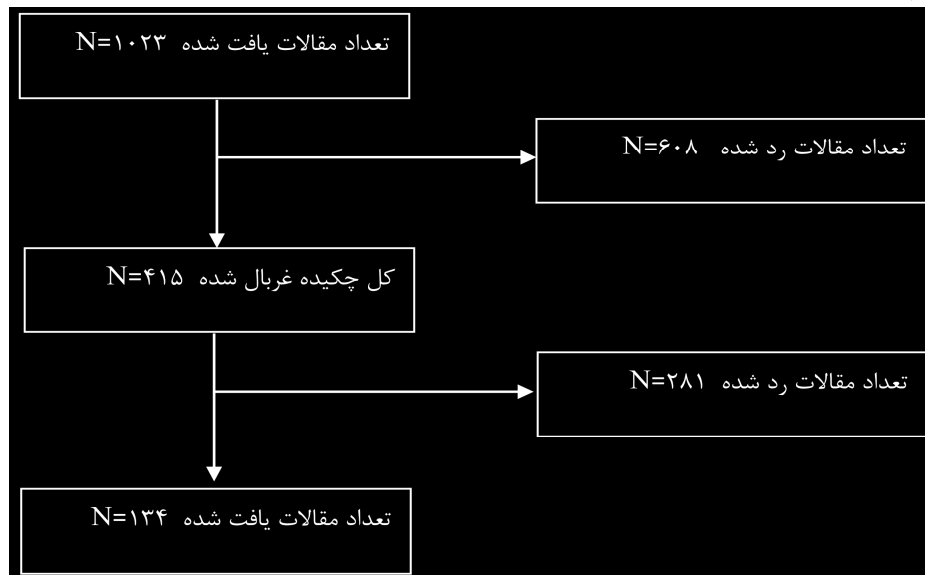 تعداد مقالات یافت شده N=۱۰۲۳
تعداد مقالات رد شده N=۶۰۸
کل چکیده غربال شده N=۴۱۵
تعداد مقالات رد شده N=۲۸۱
تعداد مقالات یافت شده N=۱۳۴